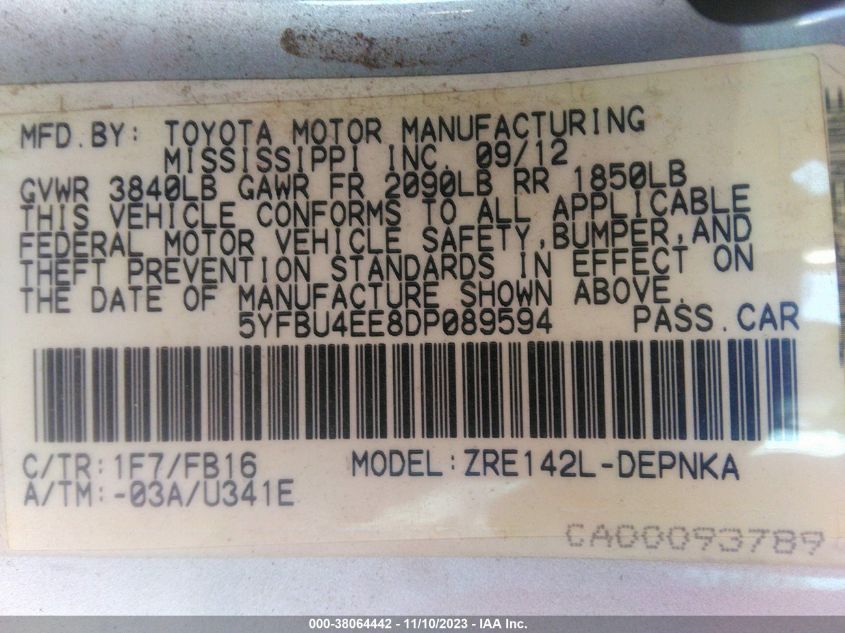 MFD.BY: TOYOTA MOTOR MANUFACTURING
MISSISSIPPI INC. 09/12
GVWR 3840LB GAWR FR 2090LB RR 1850LB
THIS VEHICLE CONFORMS TO ALL APPLICABLE
FEDERAL MOTOR VEHICLE SAFETY,BUMPER,AND
THEFT PREVENTION STANDARDS IN EFFECT ON
THE DATE OF MANUFACTURE SHOWN ABOVE.
5YFBU4EE8DP089594 PASS.CAR
C/TR:1F7/FB16 MODEL:ZRE142L-DEPNKA
A/TM:-03A/U341E
CA00093789
000-38064442 - 11/10/2023 - IAA Inc.